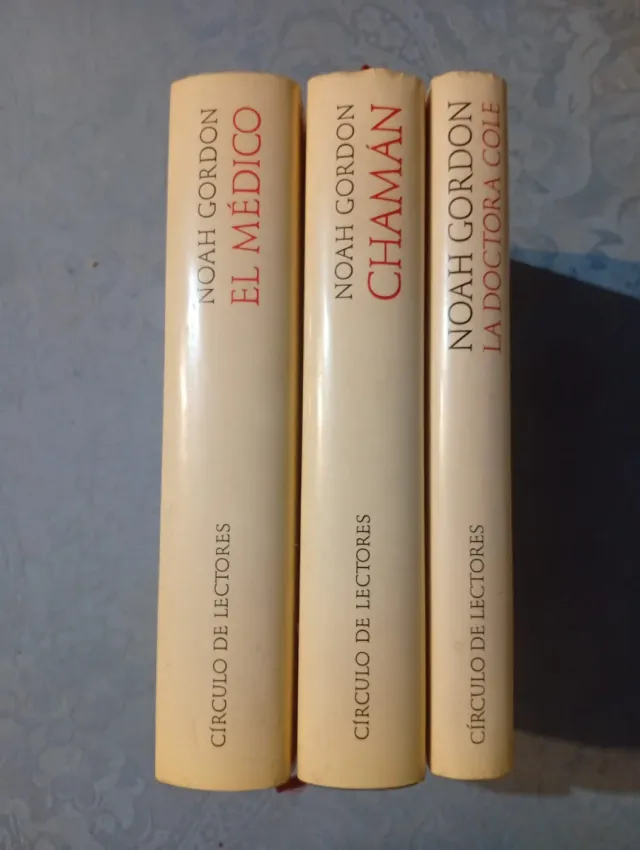 NOAH GORDON
EL MÉDICO
CÍRCULO DE LECTORES
NOAH GORDON
CHAMÁN
CÍRCULO DE LECTORES
NOAH GORDON
LA DOCTORA COLE
CÍRCULO DE LECTORES